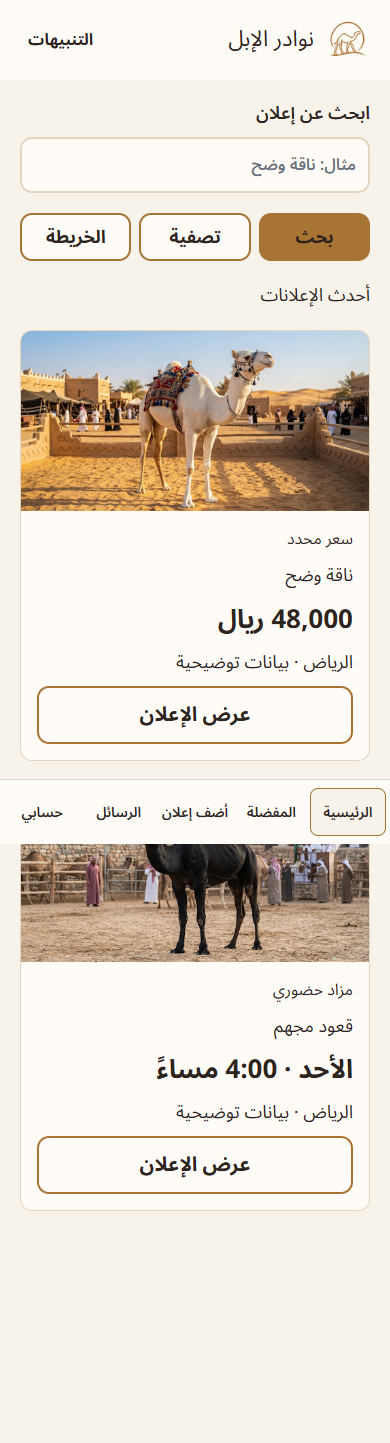 نوادر الإبل
التنبيهات
ابحث عن إعلان
مثال: ناقة وضح
بحث
تصفية
الخريطة
أحدث الإعلانات
سعر محدد
ناقة وضح
48,000 ريال
الرياض · بيانات توضيحية
عرض الإعلان
الرئيسية
المفضلة
أضف إعلان
الرسائل
حسابي
مزاد حضوري
قعود مجهم
الأحد · 4:00 مساءً
الرياض · بيانات توضيحية
عرض الإعلان